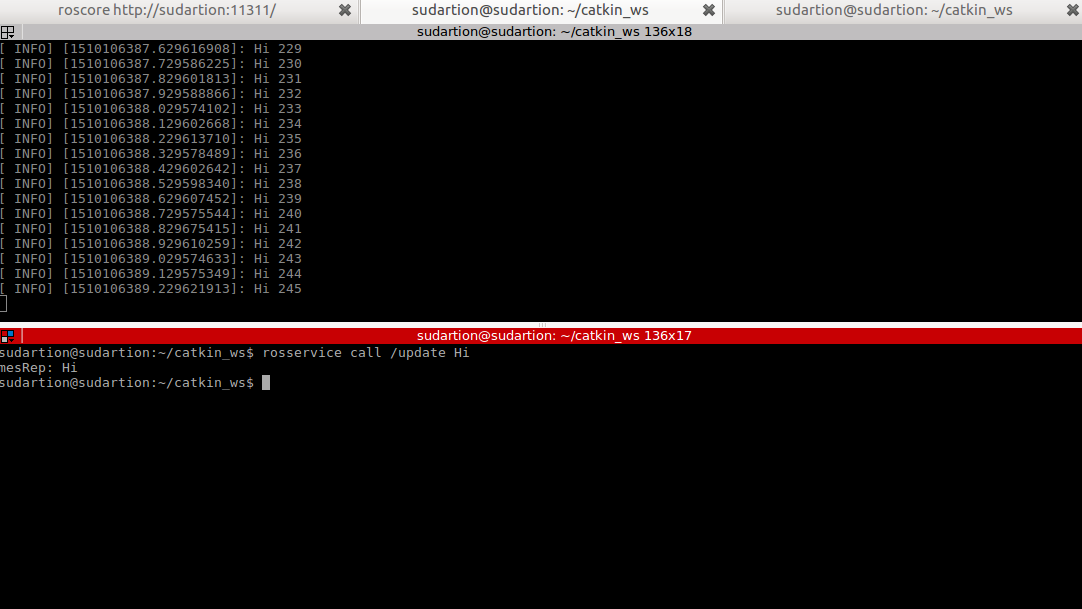 roscore http://sudartion:11311/
sudartion@sudartion: ~/catkin_ws
sudartion@sudartion: ~/catkin_ws
sudartion@sudartion: ~/catkin_ws 136x18
[ INFO] [1510106387.629616908]: Hi 229
[ INFO] [1510106387.729586225]: Hi 230
[ INFO] [1510106387.829601813]: Hi 231
[ INFO] [1510106387.929588866]: Hi 232
[ INFO] [1510106388.029574102]: Hi 233
[ INFO] [1510106388.129602668]: Hi 234
[ INFO] [1510106388.229613710]: Hi 235
[ INFO] [1510106388.329578489]: Hi 236
[ INFO] [1510106388.429602642]: Hi 237
[ INFO] [1510106388.529598340]: Hi 238
[ INFO] [1510106388.629607452]: Hi 239
[ INFO] [1510106388.729575544]: Hi 240
[ INFO] [1510106388.829675415]: Hi 241
[ INFO] [1510106388.929610259]: Hi 242
[ INFO] [1510106389.029574633]: Hi 243
[ INFO] [1510106389.129575349]: Hi 244
[ INFO] [1510106389.229621913]: Hi 245
sudartion@sudartion: ~/catkin_ws 136x17
sudartion@sudartion:~/catkin_ws$ rosservice call /update Hi
mesRep: Hi
sudartion@sudartion:~/catkin_ws$